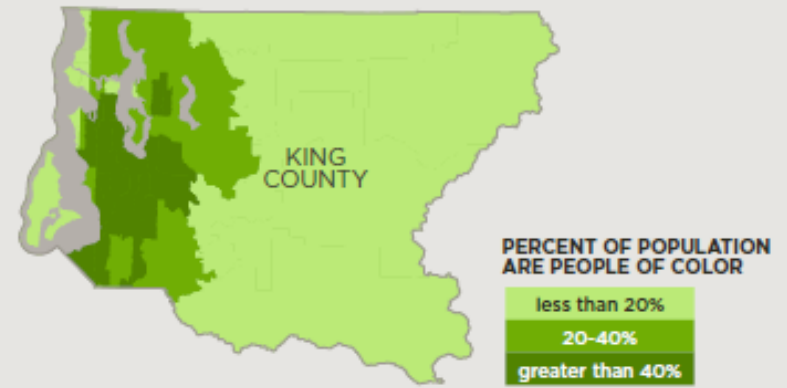 KING
COUNTY
PERCENT OF POPULATION
ARE PEOPLE OF COLOR
less than 20%
20-40%
greater than 40%